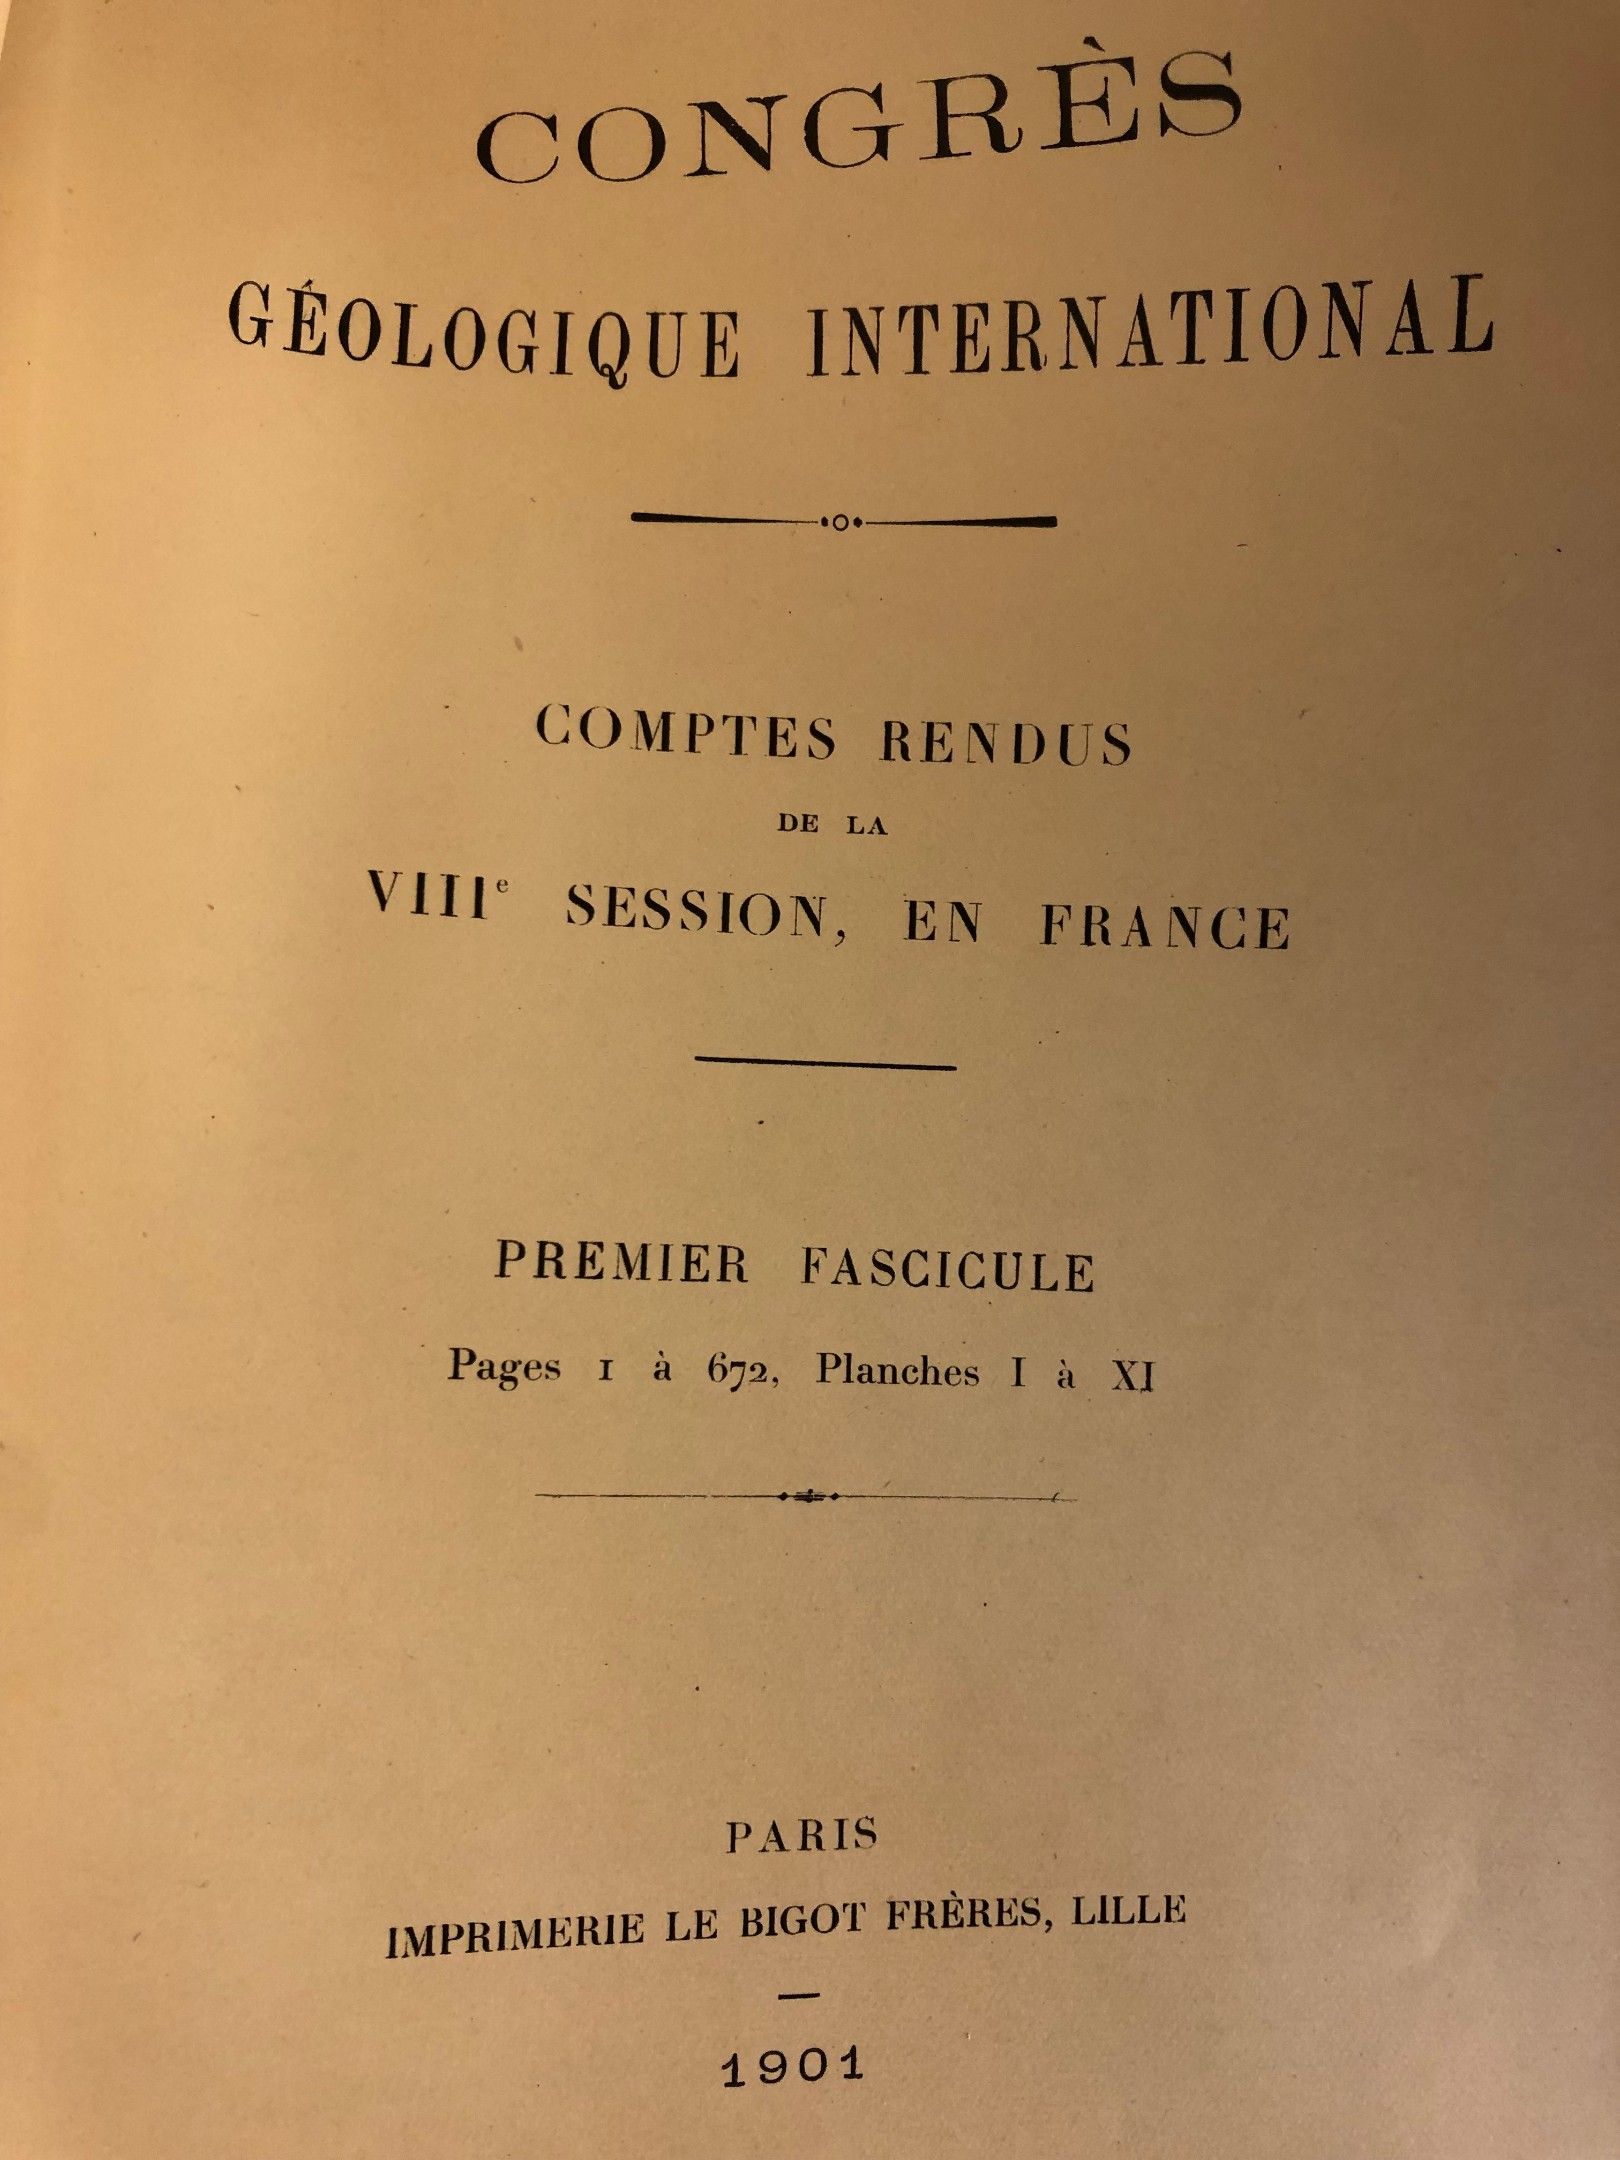 CONGRÈS
GÉOLOGIQUE INTERNATIONAL
COMPTES RENDUS
DE LA
VIIIe SESSION, EN FRANCE
PREMIER FASCICULE
Pages 1 à 672, Planches I à XI
PARIS
IMPRIMERIE LE BIGOT FRÈRES, LILLE
1901